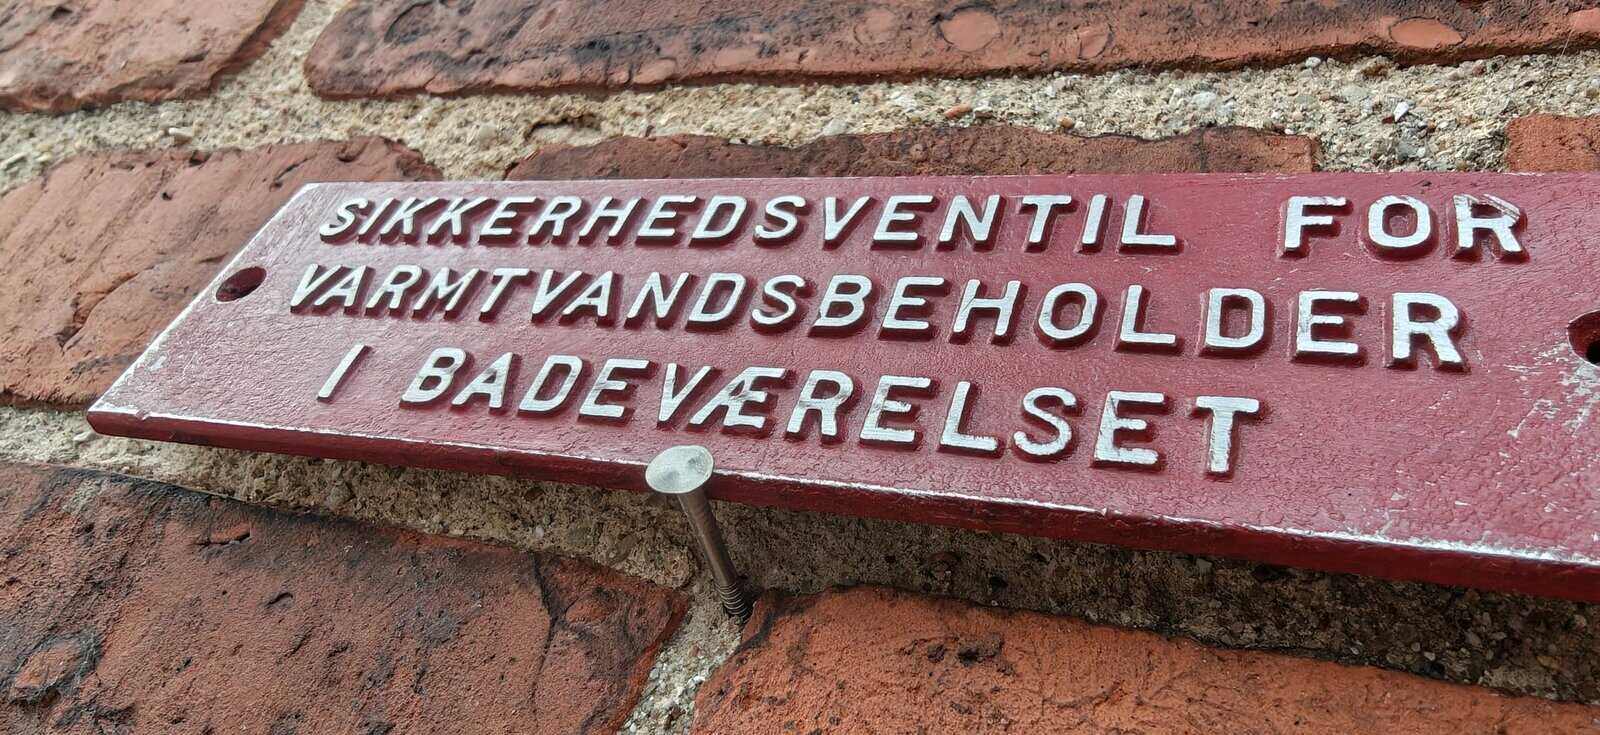 SIKKERHEDSVENTIL FOR
VARMTVANDSBEHOLDER
I BADEVÆRELSET